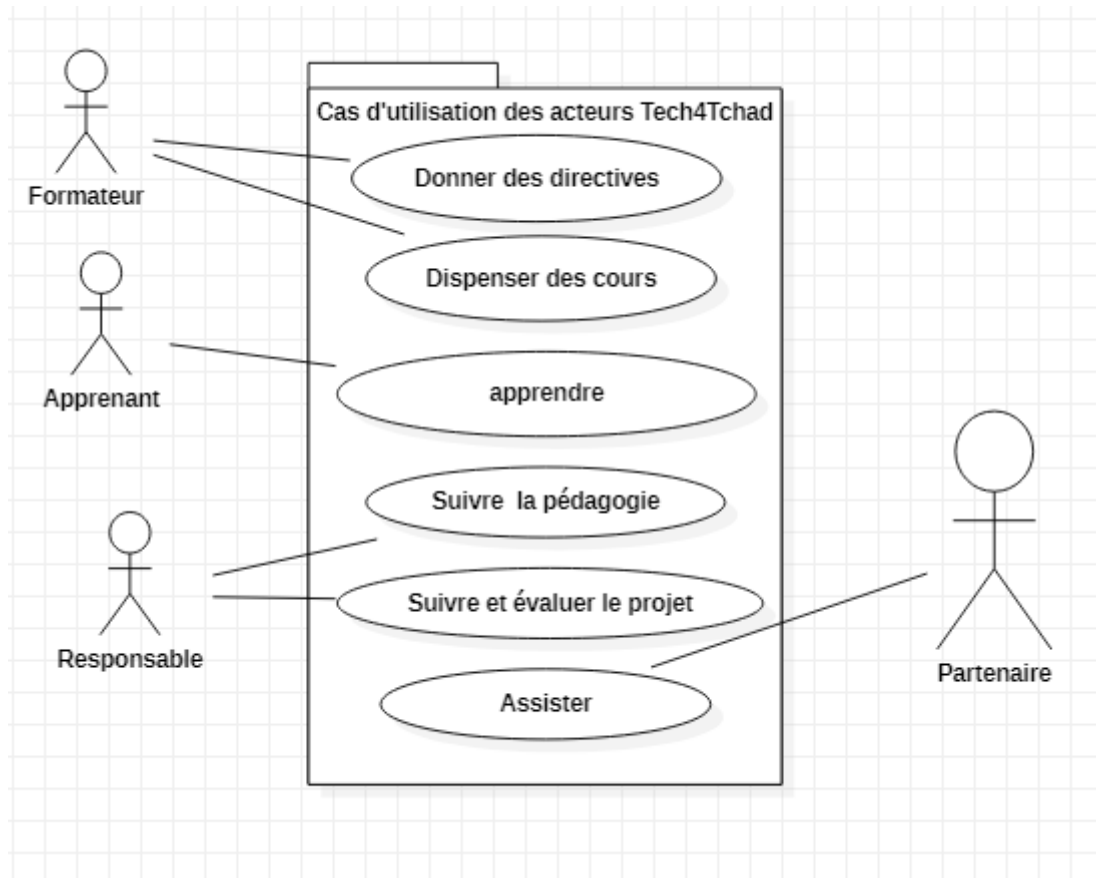 Cas d'utilisation des acteurs Tech4Tchad
Donner des directives
Formateur
Dispenser des cours
apprendre
Apprenant
Suivre  la pédagogie
Suivre et évaluer le projet
Responsable
Partenaire
Assister